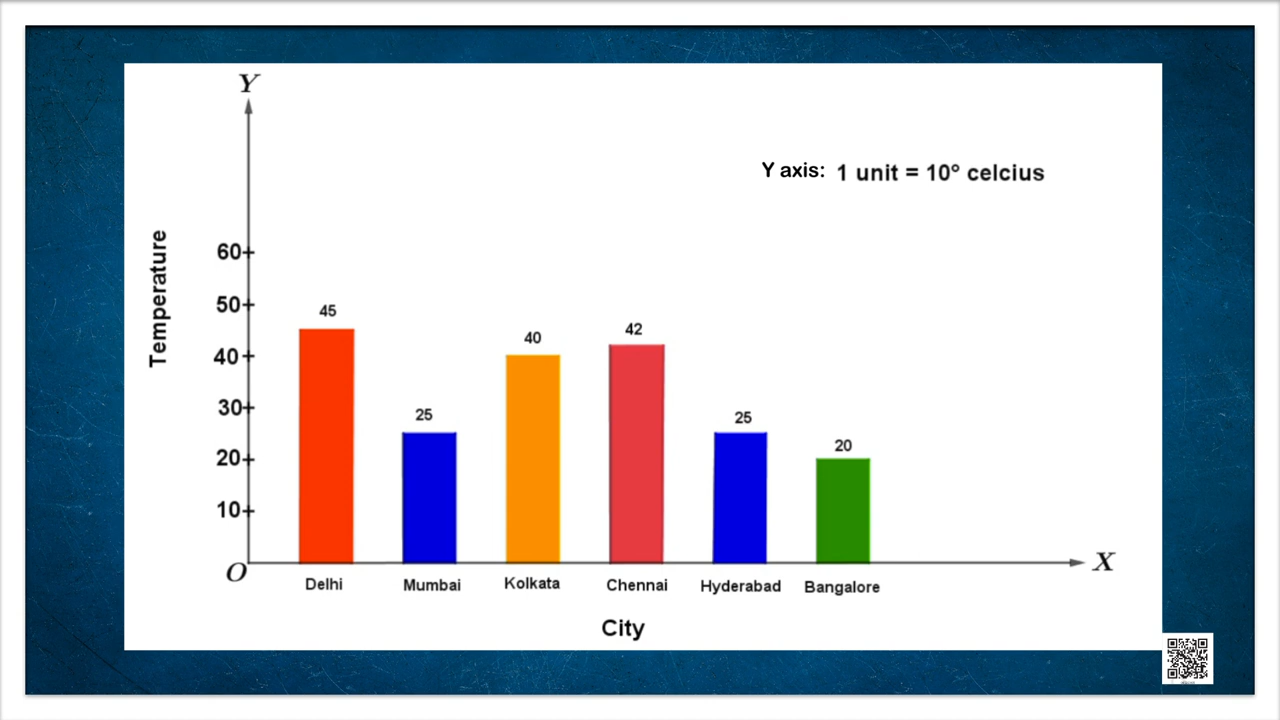 Y
Y axis: 1 unit = 10° celcius
Temperature
60
50
45
42
40
40
30
25
25
20
20
10
O
X
Delhi Mumbai Kolkata Chennai Hyderabad Bangalore
City